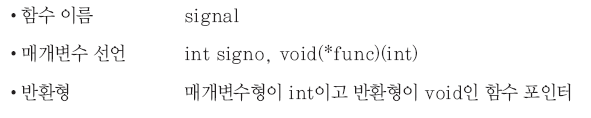 • 함수 이름 signal
• 매개변수 선언 int signo, void(*func)(int)
• 반환형 매개변수형이 int이고 반환형이 void인 함수 포인터